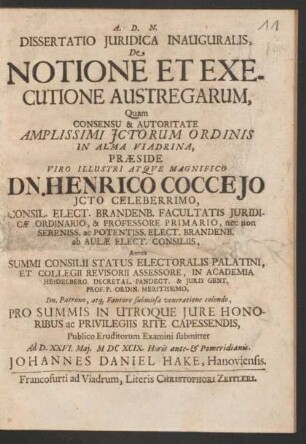 11
A. D. N.
DISSERTATIO JURIDICA INAUGURALIS,
De
NOTIONE ET EXE-
CUTIONE AUSTREGARUM,
Quam
CONSENSU & AUTORITATE
AMPLISSIMI JCTORUM ORDINIS
IN ALMA VIADRINA,
PRÆSIDE
VIRO ILLUSTRI ATQVE MAGNIFICO
DN. HENRICO COCCEJO
JCTO CELEBERRIMO,
CONSIL. ELECT. BRANDENB. FACULTATIS JURIDI-
CÆ ORDINARIO, & PROFESSORE PRIMARIO, nec non
SERENISS. ac POTENTISS. ELECT. BRANDENB.
ab AULÆ ELECT. CONSILIIS,
SUMMI CONSILII STATUS ELECTORALIS PALATINI,
ET COLLEGII REVISORII ASSESSORE, IN ACADEMIA
HEIDELBERG. DECRETAL. PANDECT. & JURIS GENT.
PROF. P. ORDIN. MERITISSIMO,
Dn. Patrono, atq. Fautore submissa veneratione colendo,
PRO SUMMIS IN UTROQUE JURE HONO-
RIBUS ac PRIVILEGIIS RITE CAPESSENDIS,
Publico Eruditorum Examini submittet
Ad D. XXVI. Maj. M DC XCIX. Horis ante- & Pomeridianis.
JOHANNES DANIEL HAKE, Hanoviensis.
Francofurti ad Viadrum, Literis CHRISTOPHORI ZEITLERI.